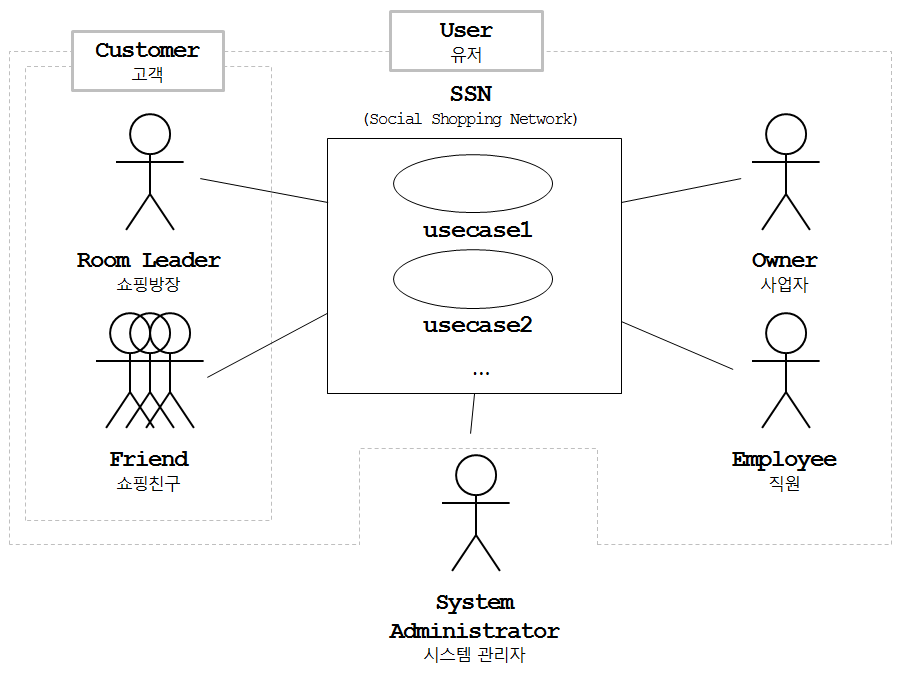 User
유저
Customer
고객
SSN
(Social Shopping Network)
usecase1
usecase2
...
Room Leader
쇼핑방장
Friend
쇼핑친구
Owner
사업자
Employee
직원
System
Administrator
시스템 관리자